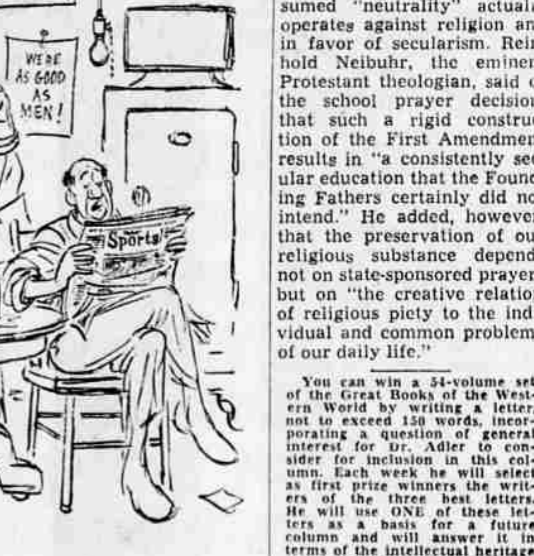 WE'RE
AS GOOD
AS
MEN!
Sports
sumed "neutrality" actual
operates against religion an
in favor of secularism. Rein
hold Neibuhr, the eminen
Protestant theologian, said o
the school prayer decision
that such a rigid construc
tion of the First Amendmen
results in "a consistently sec
ular education that the Found
ing Fathers certainly did no
intend." He added, however
that the preservation of ou
religious substance depend
not on state-sponsored prayer
but on "the creative relatio
of religious piety to the ind
vidual and common problem
of our daily life."
You can win a 54-volume set
of the Great Books of the West-
ern World by writing a letter,
not to exceed 150 words, incor-
porating a question of general
interest for Dr. Adler to con-
sider for inclusion in this col-
umn. Each week he will select
as first prize winners the writ-
ers of the three best letters.
He will use ONE of these let-
ters as a basis for a future
column and will answer it in
terms of the intellectual heritage